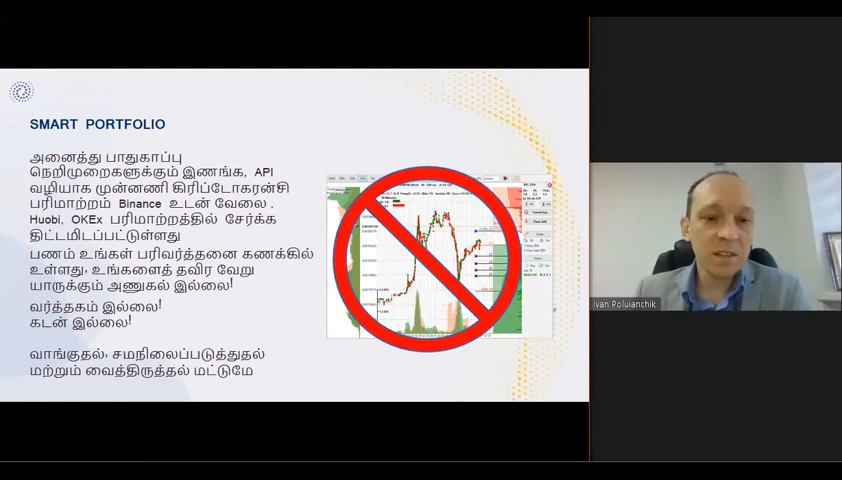 SMART PORTFOLIO
அனைத்து பாதுகாப்பு
நெறிமுறைகளுக்கும் இணங்க, API
வழியாக முன்னணி கிரிப்டோகரன்சி
பரிமாற்றம் Binance உடன் வேலை .
Huobi, OKEx பரிமாற்றத்தில் சேர்க்க
திட்டமிடப்பட்டுள்ளது
பணம் உங்கள் பரிவர்த்தனை கணக்கில்
உள்ளது, உங்களைத் தவிர வேறு
யாருக்கும் அணுகல் இல்லை!
வர்த்தகம் இல்லை!
கடன் இல்லை!
வாங்குதல், சமநிலைப்படுத்துதல்
மற்றும் வைத்திருத்தல் மட்டுமே
Ivan Poluianchik